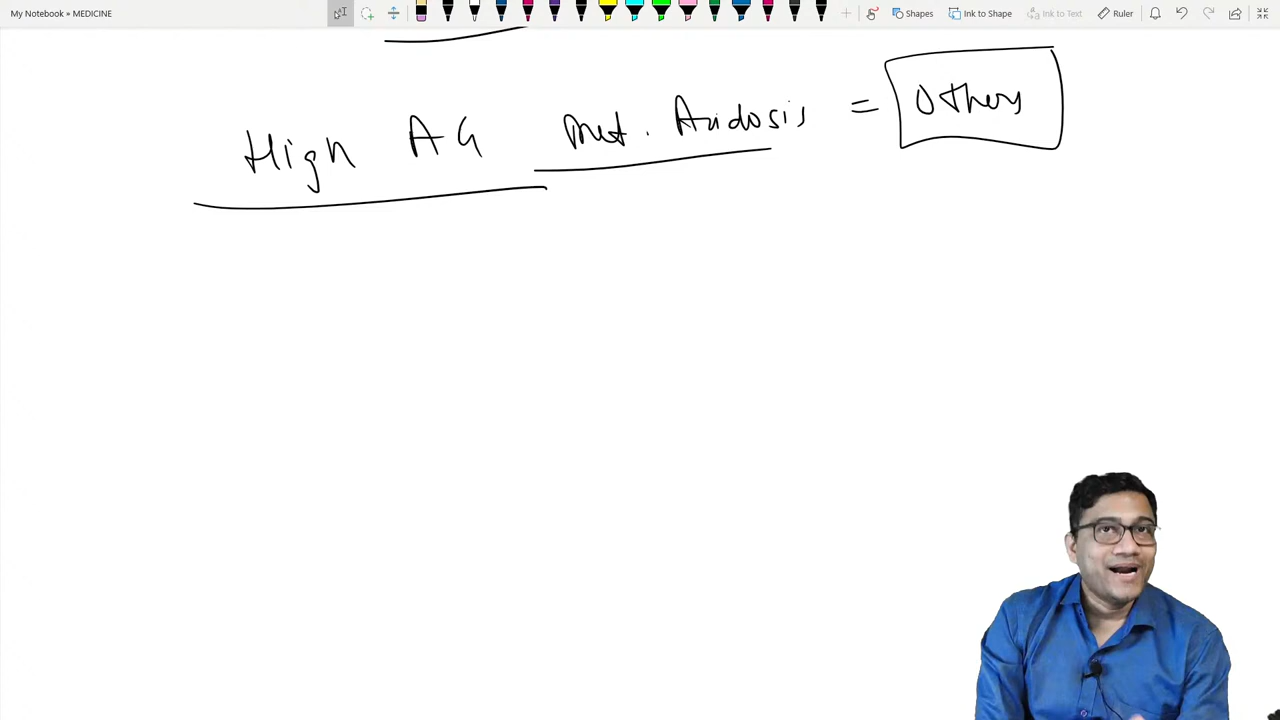 My Notebook » MEDICINE
Shapes Ink to Shape Ink to Text Ruler
High AG Met. Acidosis = Others